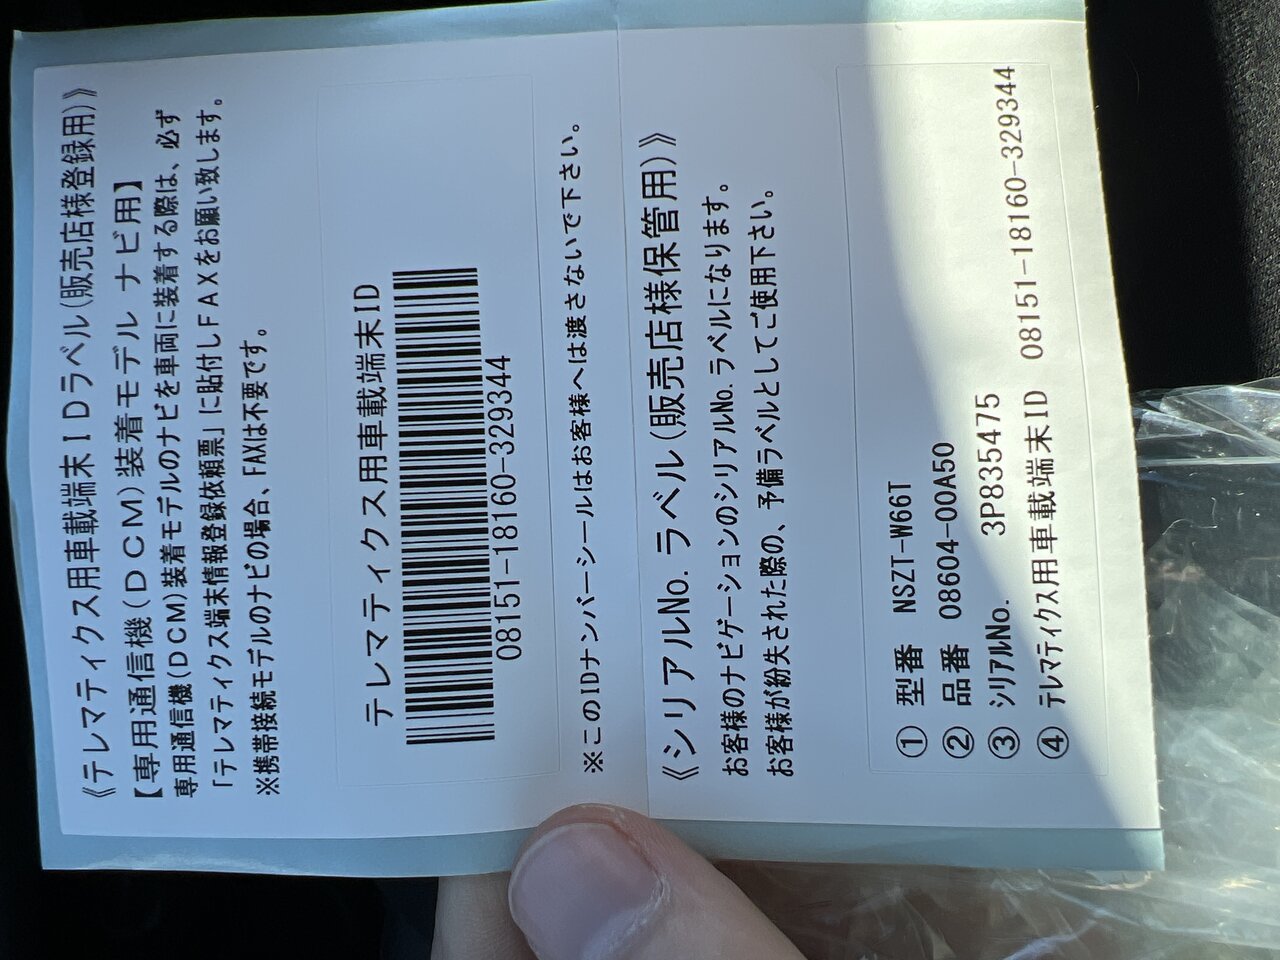 《テレマティクス用車載端末IDラベル(販売店様登録用)》
【専用通信機(DCM)装着モデル ナビ用】
専用通信機(DCM)装着モデルのナビを車両に装着する際は、必ず
「テレマティクス端末情報登録依頼票」に貼付しFAXをお願い致します。
※携帯接続モデルのナビの場合、FAXは不要です。
テレマティクス用車載端末ID
08151-18160-329344
※このIDナンバーシールはお客様へは渡さないで下さい。
《シリアルNo.ラベル(販売店様保管用)》
お客様のナビゲーションのシリアルNo.ラベルになります。
お客様が紛失された際の、予備ラベルとしてご使用下さい。
① 型番 NSZT-W66T
② 品番 08604-00A50
③ シリアルNo. 3P835475
④ テレマティクス用車載端末ID 08151-18160-329344